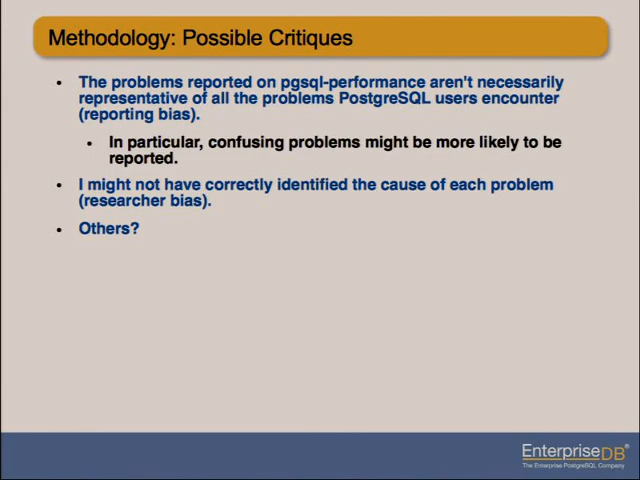 Methodology: Possible Critiques
• The problems reported on pgsql-performance aren't necessarily
representative of all the problems PostgreSQL users encounter
(reporting bias).
• In particular, confusing problems might be more likely to be
reported.
• I might not have correctly identified the cause of each problem
(researcher bias).
• Others?
EnterpriseDB®
The Enterprise PostgreSQL Company